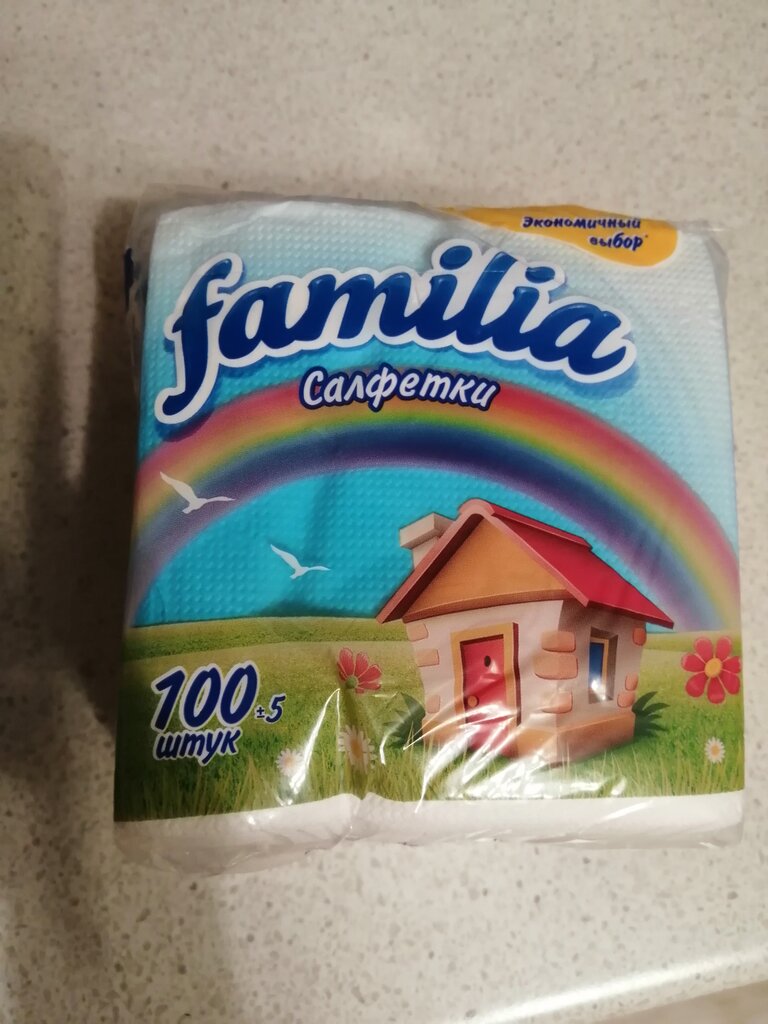 Экономичный
выбор*
familia
Салфетки
100 ±5
штук